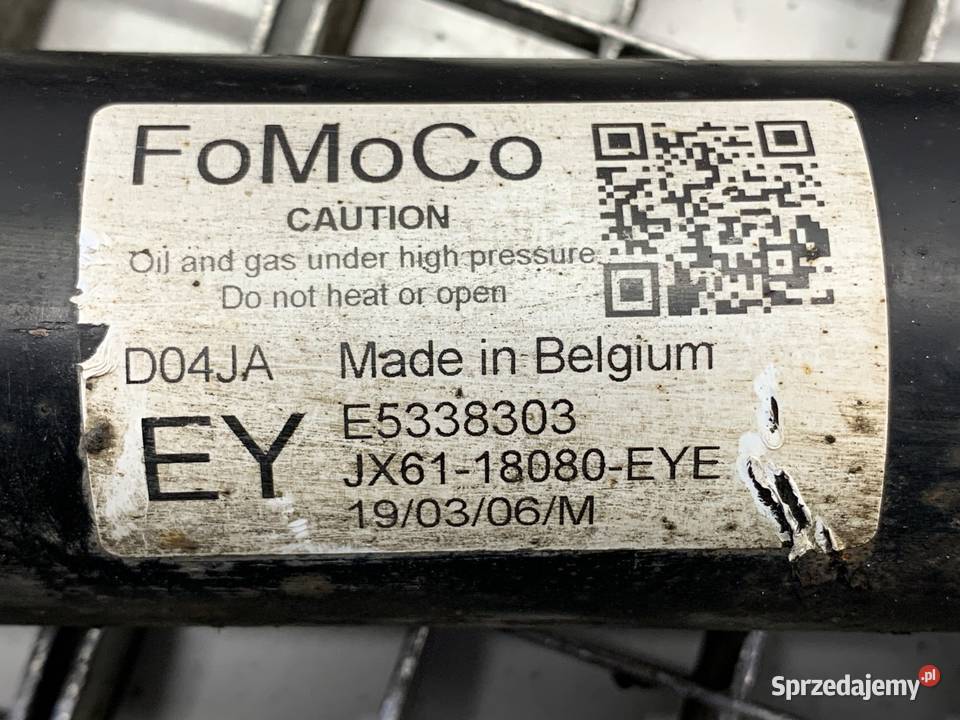 FoMoCo
CAUTION
Oil and gas under high pressure
Do not heat or open
D04JA Made in Belgium
EY
E5338303
JX61-18080-EYE
19/03/06/M
Sprzedajemy.pl